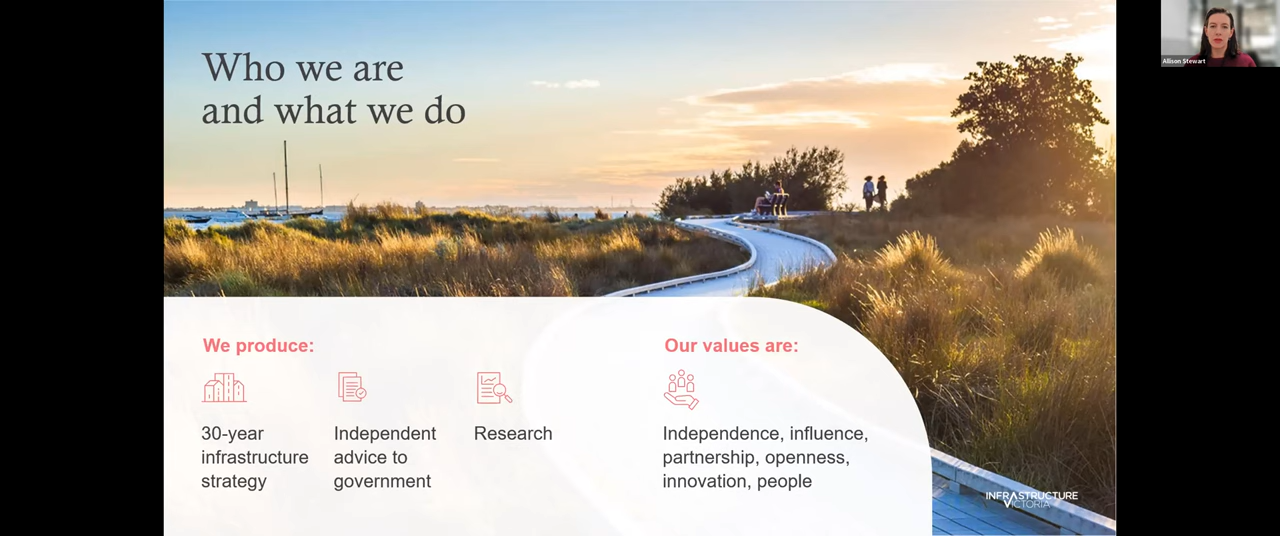 Who we are
and what we do
Allison Stewart
We produce:
30-year
infrastructure
strategy
Independent
advice to
government
Research
Our values are:
Independence, influence,
partnership, openness,
innovation, people
INFRASTRUCTURE
VICTORIA